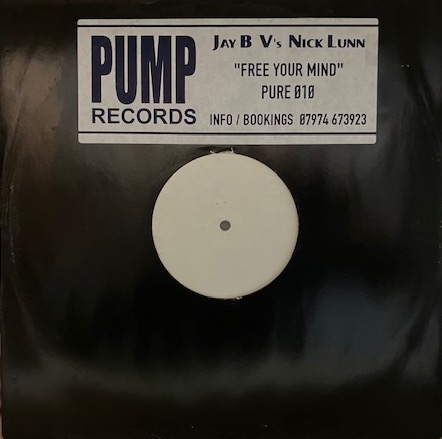 PUMP
RECORDS
JAY B V's NICK LUNN
"FREE YOUR MIND"
PURE 010
INFO / BOOKINGS 07974 673923